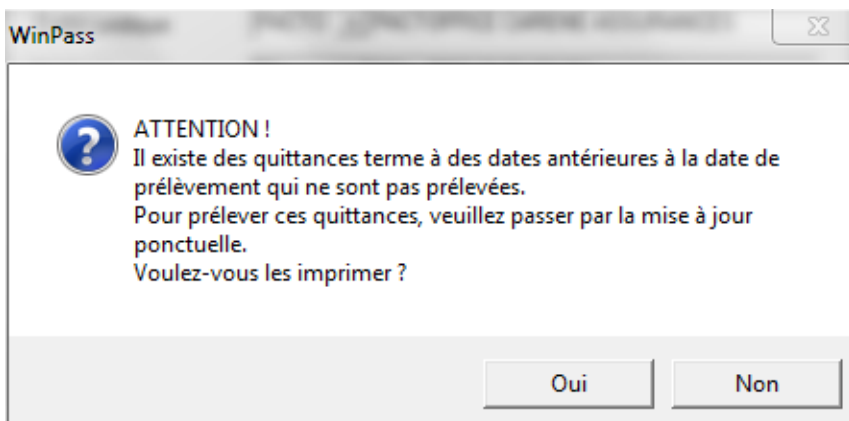 WinPass
ATTENTION !
Il existe des quittances terme à des dates antérieures à la date de
prélèvement qui ne sont pas prélevées.
Pour prélever ces quittances, veuillez passer par la mise à jour
ponctuelle.
Voulez-vous les imprimer ?
Oui
Non